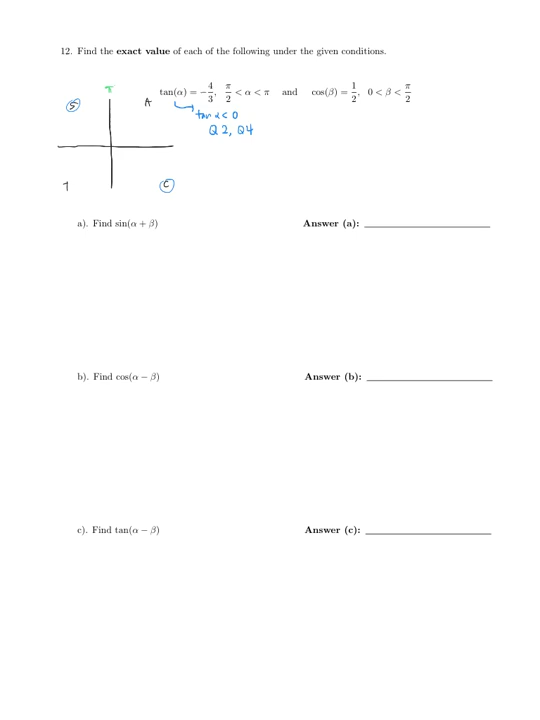 12. Find the exact value of each of the following under the given conditions.
tan(α) = −4/3, π/2 < α < π and cos(β) = 1/2, 0 < β < π/2
S
A
tan α < 0
Q2, Q4
T
C
a). Find sin(α + β) Answer (a):
b). Find cos(α − β) Answer (b):
c). Find tan(α − β) Answer (c):